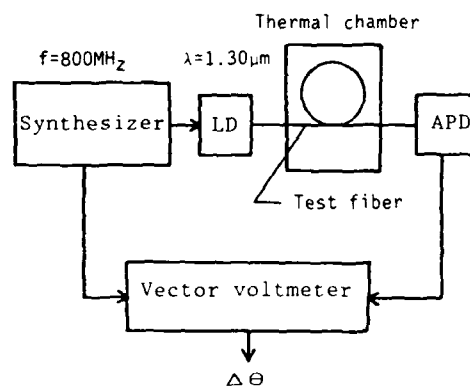 Thermal chamber
f=800MHz λ=1.30μm
Synthesizer
LD
APD
Test fiber
Vector voltmeter
Δθ